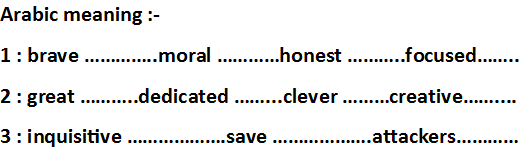 Arabic meaning :-
1 : brave ..............moral ............honest ...........focused........
2 : great ...........dedicated .........clever .........creative..........
3 : inquisitive ...................save ...................attackers............